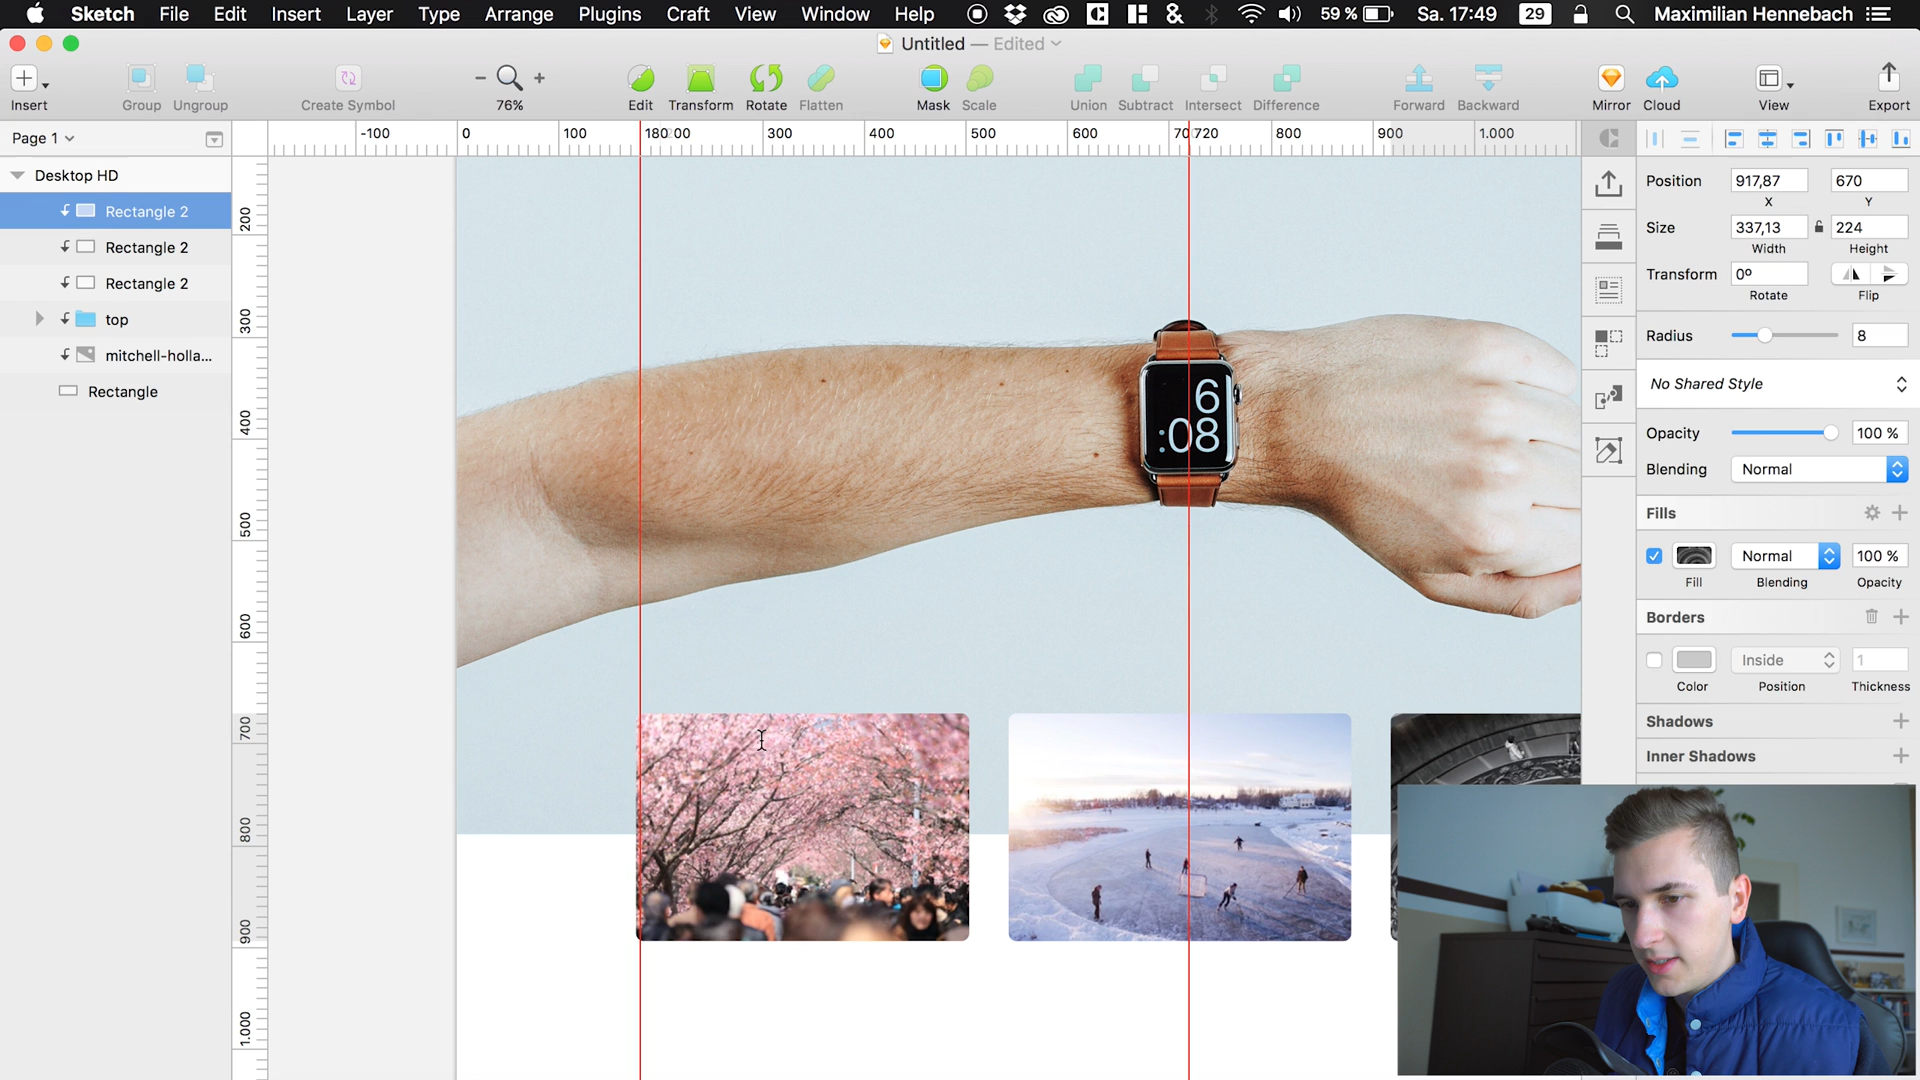 Sketch File Edit Insert Layer Type Arrange Plugins Craft View Window Help 59 % Sa. 17:49 29 Maximilian Hennebach
Untitled — Edited
Insert Group Ungroup Create Symbol 76% Edit Transform Rotate Flatten Mask Scale Union Subtract Intersect Difference Forward Backward Mirror Cloud View Export
Page 1
-100 0 100 180 200 300 400 500 600 700 720 800 900 1.000
Desktop HD
Rectangle 2
Rectangle 2
Rectangle 2
top
mitchell-holla...
Rectangle
200
300
400
500
600
700
800
900
1.000
6
:08
Position 917,87 670
X Y
Size 337,13 224
Width Height
Transform 0º
Rotate Flip
Radius 8
No Shared Style
Opacity 100 %
Blending Normal
Fills
Normal 100 %
Fill Blending Opacity
Borders
Inside 1
Color Position Thickness
Shadows
Inner Shadows